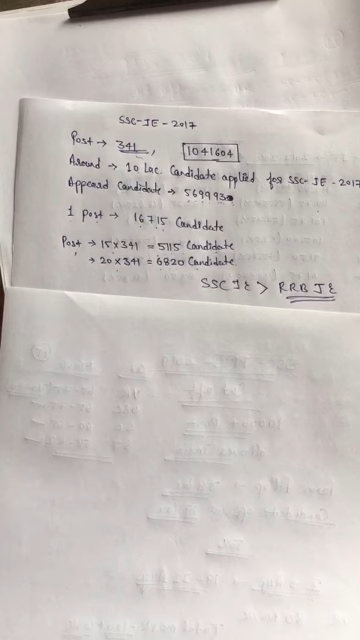 SSC-JE-2017
Post → 341, 1041604
Around → 10 Lac Candidate applied for SSC-JE-2017
Appeard Candidate → 569993
1 post → 16715 Candidate
Post → 15×341 = 5115 Candidate
→ 20×341 = 6820 Candidate
SSC JE > RRB JE